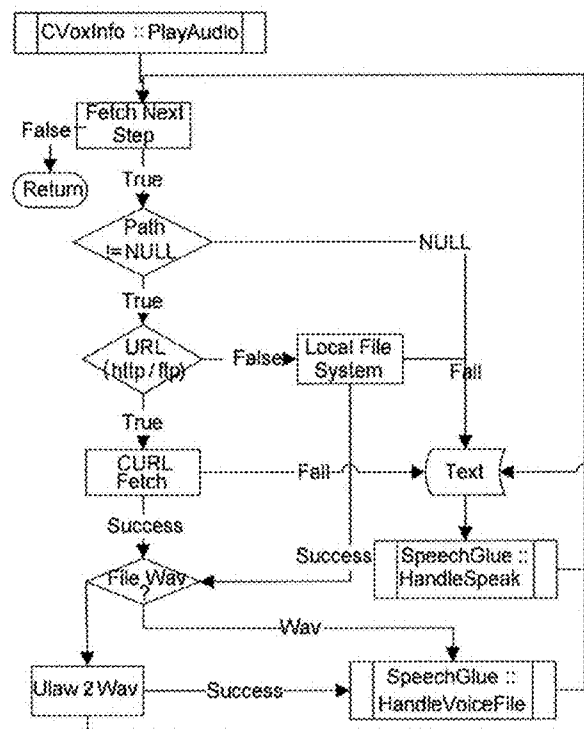 CVoxInfo :: PlayAudio
Fetch Next
Step
False
Return
True
Path
!= NULL
NULL
True
URL
(http / ftp)
False
Local File
System
Fail
True
CURL
Fetch
Fail
Text
Success
Success
SpeechGlue ::
HandleSpeak
File Wav
?
Wav
Ulaw 2 Wav
Success
SpeechGlue ::
HandleVoiceFile